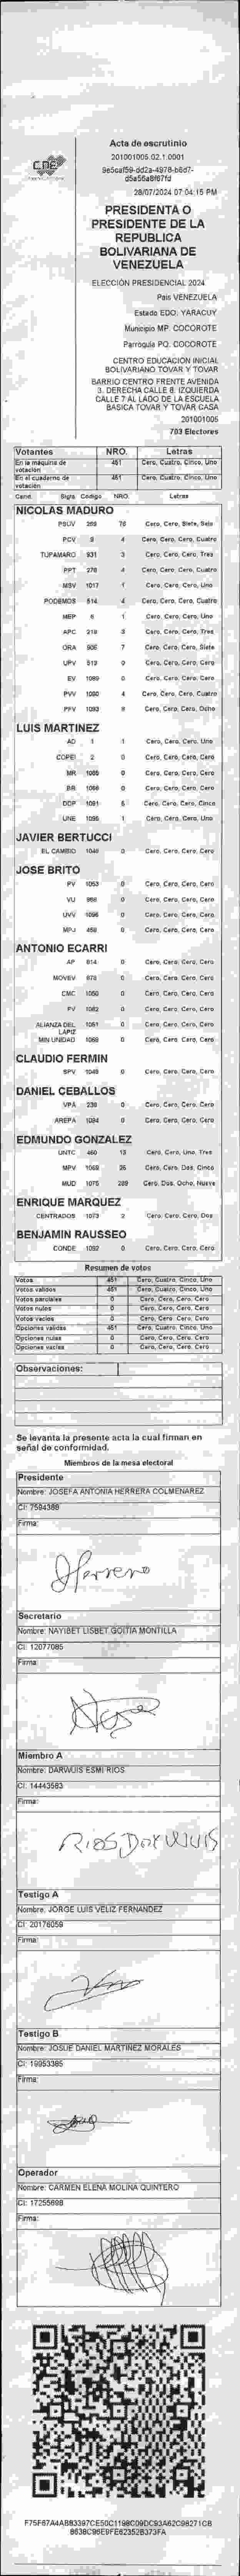 CNE
Acta de escrutinio
201001005.02.1.0001
28/07/2024 07:04:15 PM
PRESIDENTA O
PRESIDENTE DE LA
REPUBLICA
BOLIVARIANA DE
VENEZUELA
ELECCIÓN PRESIDENCIAL 2024
País VENEZUELA
Estado EDO. YARACUY
Municipio MP. COCOROTE
Parroquia PQ. COCOROTE
CENTRO EDUCACION INICIAL
BOLIVARIANO TOVAR Y TOVAR
BARRIO CENTRO FRENTE AVENIDA
3. DERECHA CALLE 8. IZQUIERDA
CALLE 7 AL LADO DE LA ESCUELA
BASICA TOVAR Y TOVAR CASA
201001005
703 Electores
Votantes NRO. Letras
En la máquina de votación 451 Cero, Cuatro, Cinco, Uno
En el cuaderno de votación 451 Cero, Cuatro, Cinco, Uno
Cand. Sigla Codigo NRO. Letras
NICOLAS MADURO
PSUV 269 76 Cero, Cero, Siete, Seis
PCV 9 4 Cero, Cero, Cero, Cuatro
TUPAMARO 931 3 Cero, Cero, Cero, Tres
PPT 278 4 Cero, Cero, Cero, Cuatro
MSV 1017 1 Cero, Cero, Cero, Uno
PODEMOS 514 4 Cero, Cero, Cero, Cuatro
MEP 6 1 Cero, Cero, Cero, Uno
APC 219 3 Cero, Cero, Cero, Tres
ORA 906 7 Cero, Cero, Cero, Siete
UPV 512 0 Cero, Cero, Cero, Cero
EV 1089 0 Cero, Cero, Cero, Cero
PVV 1090 4 Cero, Cero, Cero, Cuatro
PFV 1093 8 Cero, Cero, Cero, Ocho
LUIS MARTINEZ
AD 1 1 Cero, Cero, Cero, Uno
COPEI 2 0 Cero, Cero, Cero, Cero
MR 1005 0 Cero, Cero, Cero, Cero
BR 1066 0 Cero, Cero, Cero, Cero
DDP 1091 5 Cero, Cero, Cero, Cinco
UNE 1095 1 Cero, Cero, Cero, Uno
JAVIER BERTUCCI
EL CAMBIO 1048 0 Cero, Cero, Cero, Cero
JOSE BRITO
PV 1053 0 Cero, Cero, Cero, Cero
VU 968 0 Cero, Cero, Cero, Cero
UVV 1096 0 Cero, Cero, Cero, Cero
MPJ 458 0 Cero, Cero, Cero, Cero
ANTONIO ECARRI
AP 814 0 Cero, Cero, Cero, Cero
MOVEV 878 0 Cero, Cero, Cero, Cero
CMC 1050 0 Cero, Cero, Cero, Cero
FV 1082 0 Cero, Cero, Cero, Cero
ALIANZA DEL LAPIZ 1051 0 Cero, Cero, Cero, Cero
MIN UNIDAD 1068 0 Cero, Cero, Cero, Cero
CLAUDIO FERMIN
SPV 1049 0 Cero, Cero, Cero, Cero
DANIEL CEBALLOS
VPA 239 0 Cero, Cero, Cero, Cero
AREPA 1084 0 Cero, Cero, Cero, Cero
EDMUNDO GONZALEZ
UNTC 460 13 Cero, Cero, Uno, Tres
MPV 1069 25 Cero, Cero, Dos, Cinco
MUD 1075 289 Cero, Dos, Ocho, Nueve
ENRIQUE MARQUEZ
CENTRADOS 1073 2 Cero, Cero, Cero, Dos
BENJAMIN RAUSSEO
CONDE 1092 0 Cero, Cero, Cero, Cero
Resumen de votos
Votos 451 Cero, Cuatro, Cinco, Uno
Votos validos 451 Cero, Cuatro, Cinco, Uno
Votos parciales 0 Cero, Cero, Cero, Cero
Votos nulos 0 Cero, Cero, Cero, Cero
Votos vacios 0 Cero, Cero, Cero, Cero
Opciones validas 451 Cero, Cuatro, Cinco, Uno
Opciones nulas 0 Cero, Cero, Cero, Cero
Opciones vacias 0 Cero, Cero, Cero, Cero
Observaciones:
Se levanta la presente acta la cual firman en
señal de conformidad.
Miembros de la mesa electoral
Presidente
Nombre: JOSEFA ANTONIA HERRERA COLMENAREZ
CI: 7594389
Firma:
Herrera
Secretario
Nombre: NAYIBET LISBET GOITIA MONTILLA
CI: 12077085
Firma:
Miembro A
Nombre: DARWUIS ESMI RIOS
CI: 14443563
Firma:
RIOS DARWUIS
Testigo A
Nombre: JORGE LUIS VELIZ FERNANDEZ
CI: 20176059
Firma:
Testigo B
Nombre: JOSUE DANIEL MARTINEZ MORALES
CI: 19953385
Firma:
Operador
Nombre: CARMEN ELENA MOLINA QUINTERO
CI: 17255698
Firma: